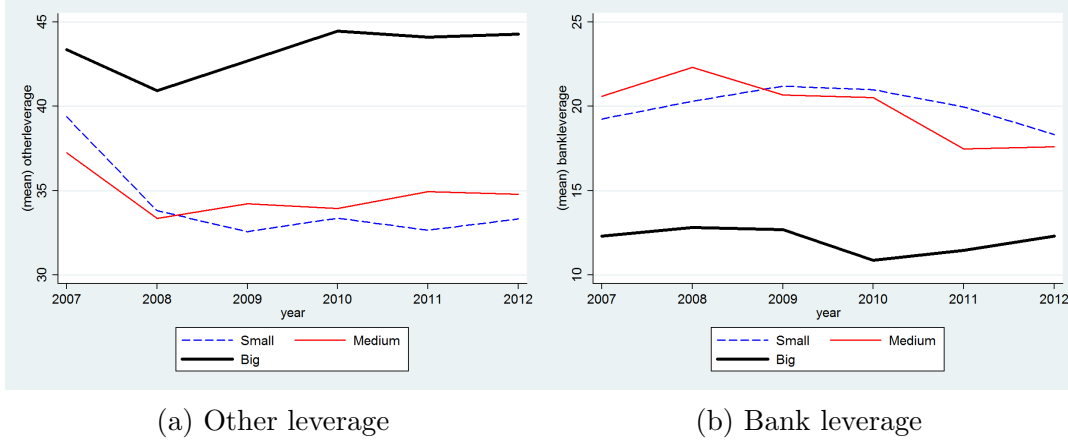 (mean) otherleverage
45
40
35
30
2007 2008 2009 2010 2011 2012
year
Small Medium
Big
(a) Other leverage
(mean) bankleverage
25
20
15
10
2007 2008 2009 2010 2011 2012
year
Small Medium
Big
(b) Bank leverage